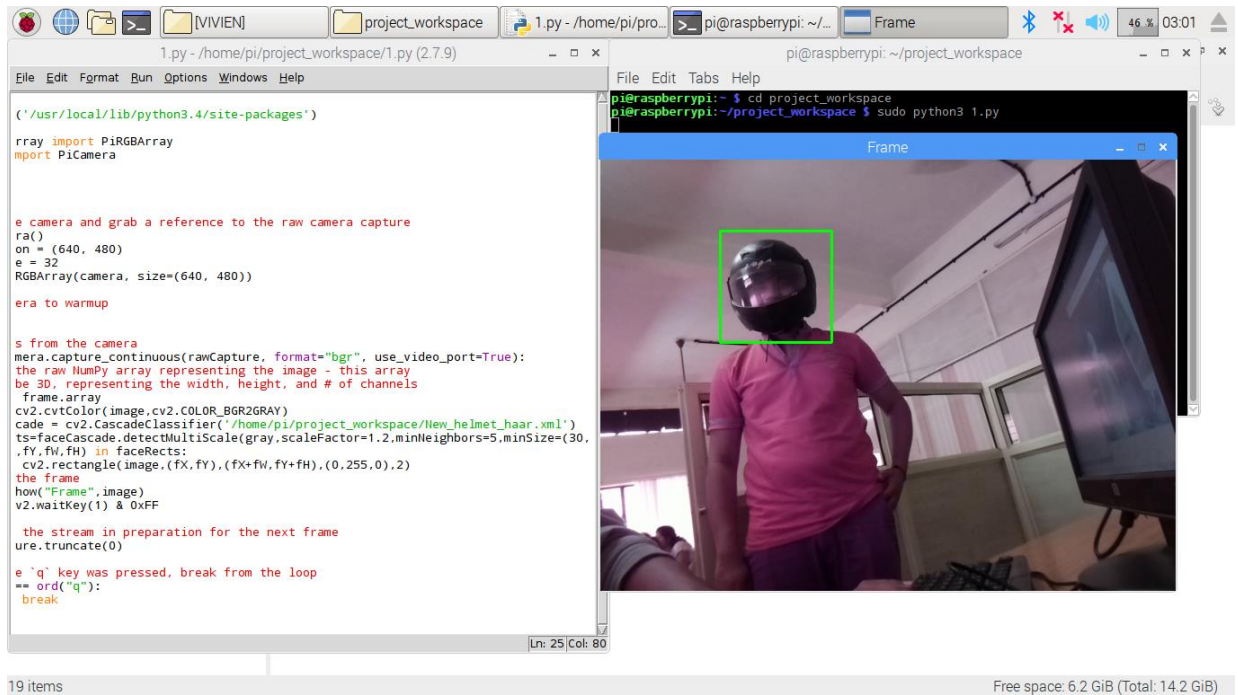 [VIVIEN]
project_workspace
1.py - /home/pi/pro...
pi@raspberrypi: ~/...
Frame
46 %
03:01
1.py - /home/pi/project_workspace/1.py (2.7.9)
File Edit Format Run Options Windows Help
('/usr/local/lib/python3.4/site-packages')
rray import PiRGBArray
mport PiCamera
e camera and grab a reference to the raw camera capture
ra()
on = (640, 480)
e = 32
RGBArray(camera, size=(640, 480))
era to warmup
s from the camera
mera.capture_continuous(rawCapture, format="bgr", use_video_port=True):
the raw NumPy array representing the image - this array
be 3D, representing the width, height, and # of channels
frame.array
cv2.cvtColor(image,cv2.COLOR_BGR2GRAY)
cade = cv2.CascadeClassifier('/home/pi/project_workspace/New_helmet_haar.xml')
ts=faceCascade.detectMultiScale(gray,scaleFactor=1.2,minNeighbors=5,minSize=(30,
,fY,fW,fH) in faceRects:
cv2.rectangle(image,(fX,fY),(fX+fW,fY+fH),(0,255,0),2)
the frame
how("Frame",image)
v2.waitKey(1) & 0xFF
the stream in preparation for the next frame
ure.truncate(0)
e `q` key was pressed, break from the loop
== ord("q"):
break
Ln: 25 Col: 80
pi@raspberrypi: ~/project_workspace
File Edit Tabs Help
pi@raspberrypi:~ $ cd project_workspace
pi@raspberrypi:~/project_workspace $ sudo python3 1.py
Frame
19 items
Free space: 6.2 GiB (Total: 14.2 GiB)